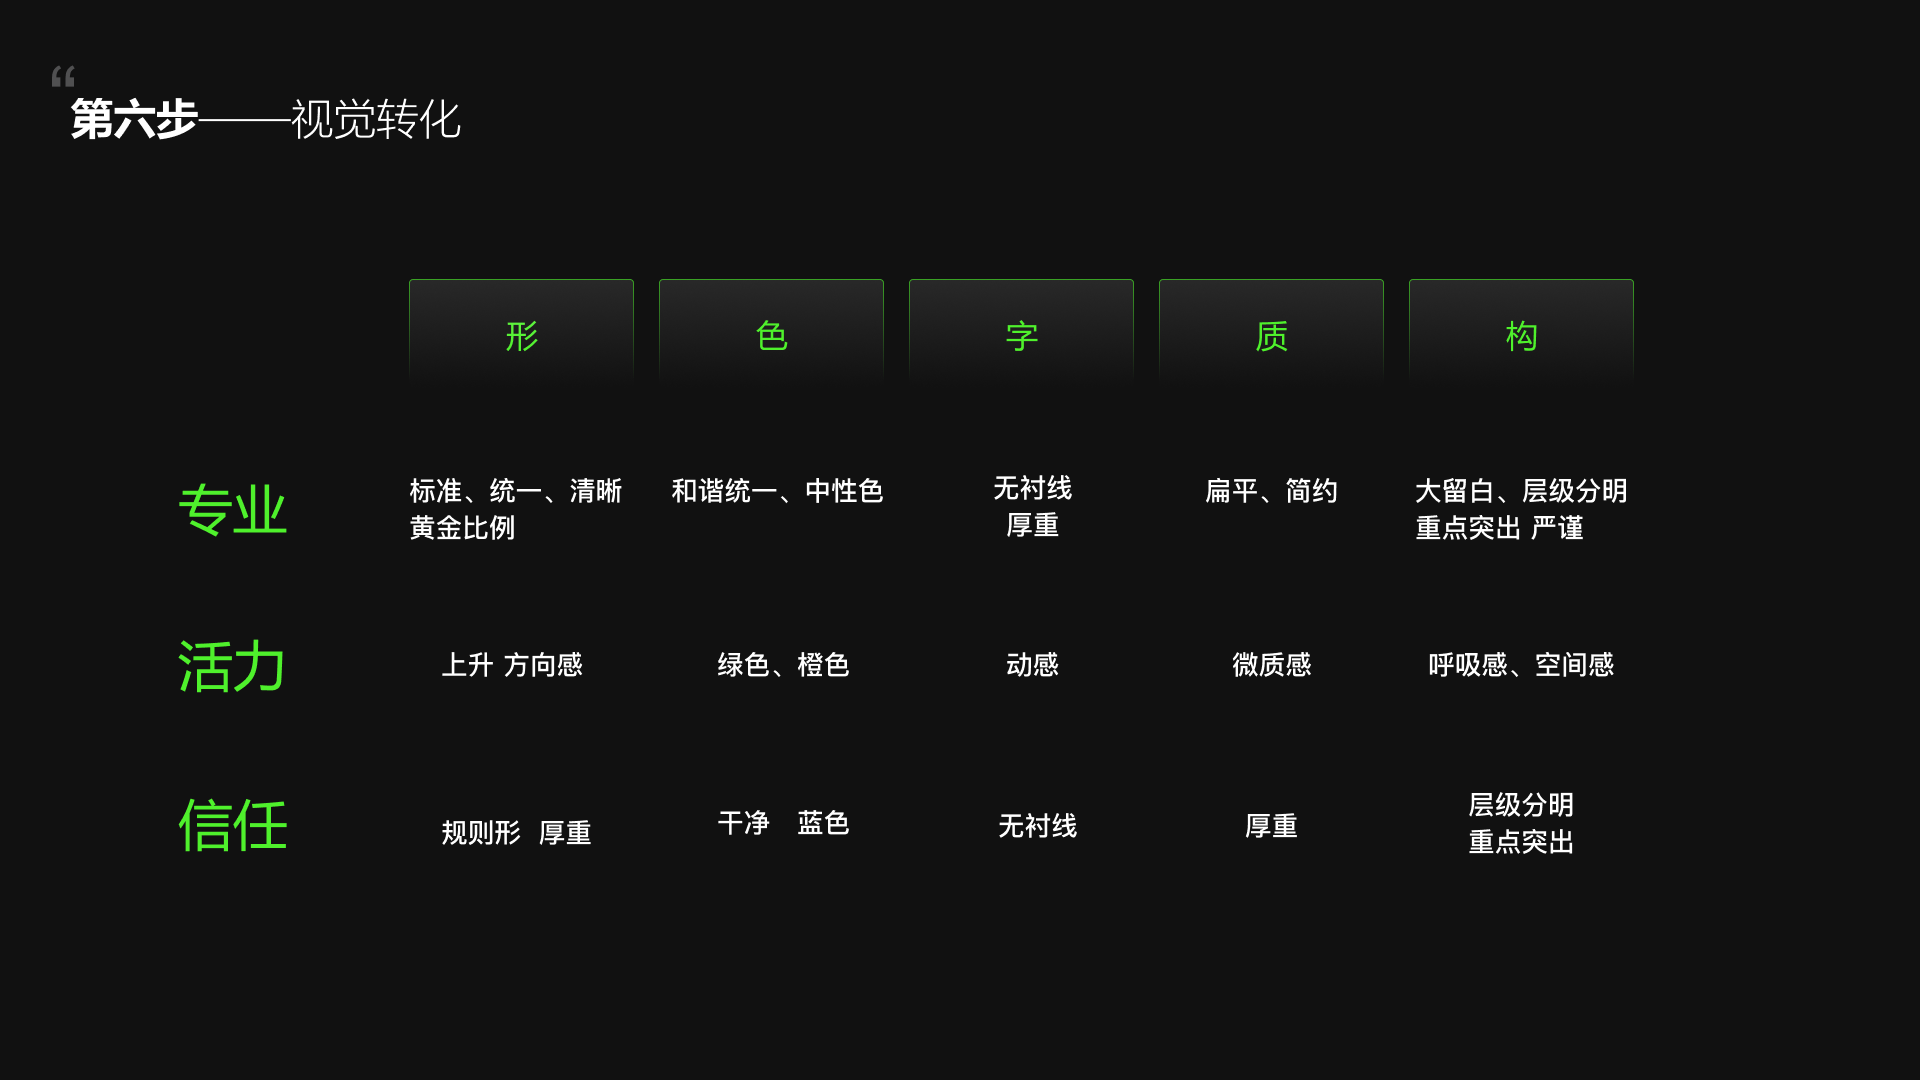 “
第六步——视觉转化
形 色 字 质 构
专业
标准、统一、清晰
黄金比例
和谐统一、中性色
无衬线
厚重
扁平、简约
大留白、层级分明
重点突出 严谨
活力
上升 方向感
绿色、橙色
动感
微质感
呼吸感、空间感
信任
规则形 厚重
干净 蓝色
无衬线
厚重
层级分明
重点突出